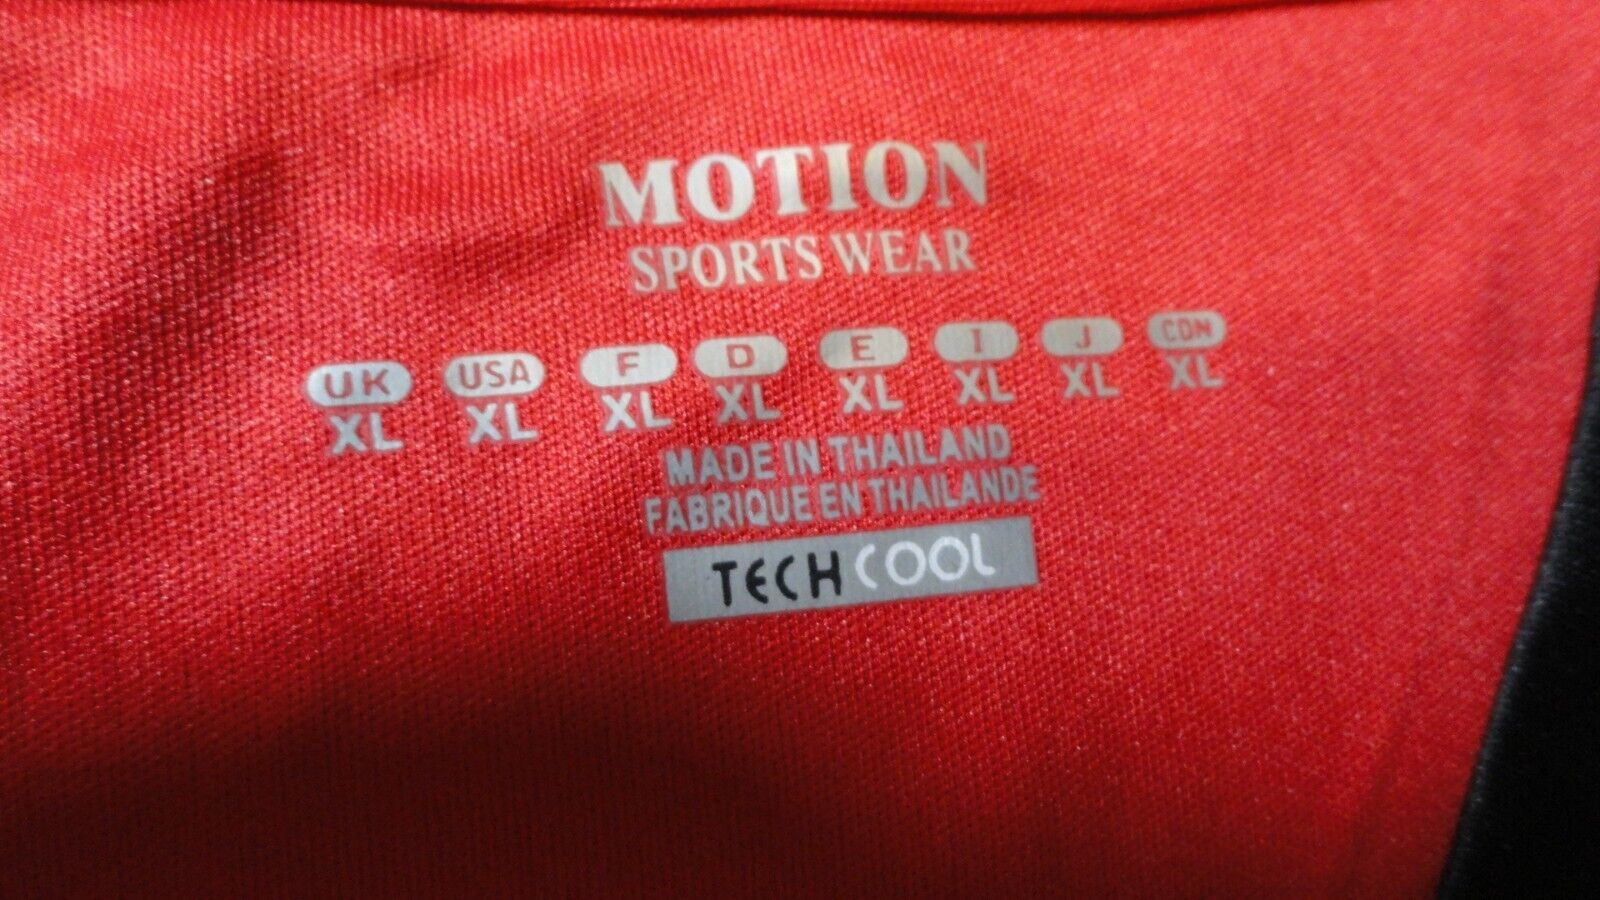 MOTION
SPORTS WEAR
UK USA F D E I J CDN
XL XL XL XL XL XL XL XL
MADE IN THAILAND
FABRIQUE EN THAILANDE
TECH COOL